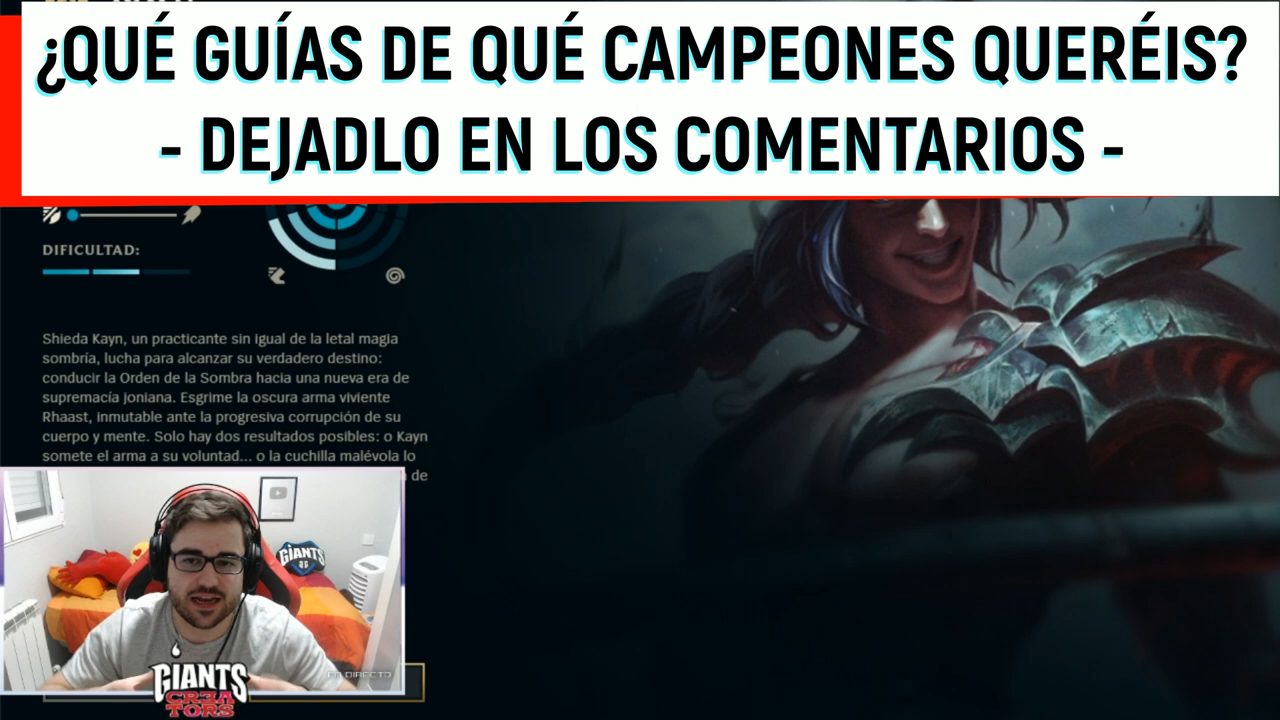 ¿QUÉ GUÍAS DE QUÉ CAMPEONES QUERÉIS?
- DEJADLO EN LOS COMENTARIOS -
DIFICULTAD:
Shieda Kayn, un practicante sin igual de la letal magia
sombría, lucha para alcanzar su verdadero destino:
conducir la Orden de la Sombra hacia una nueva era de
supremacía joniana. Esgrime la oscura arma viviente
Rhaast, inmutable ante la progresiva corrupción de su
cuerpo y mente. Solo hay dos resultados posibles: o Kayn
somete el arma a su voluntad... o la cuchilla malévola lo
de
GIANTS
EN DIRECTO
GIANTS
CREA
TORS